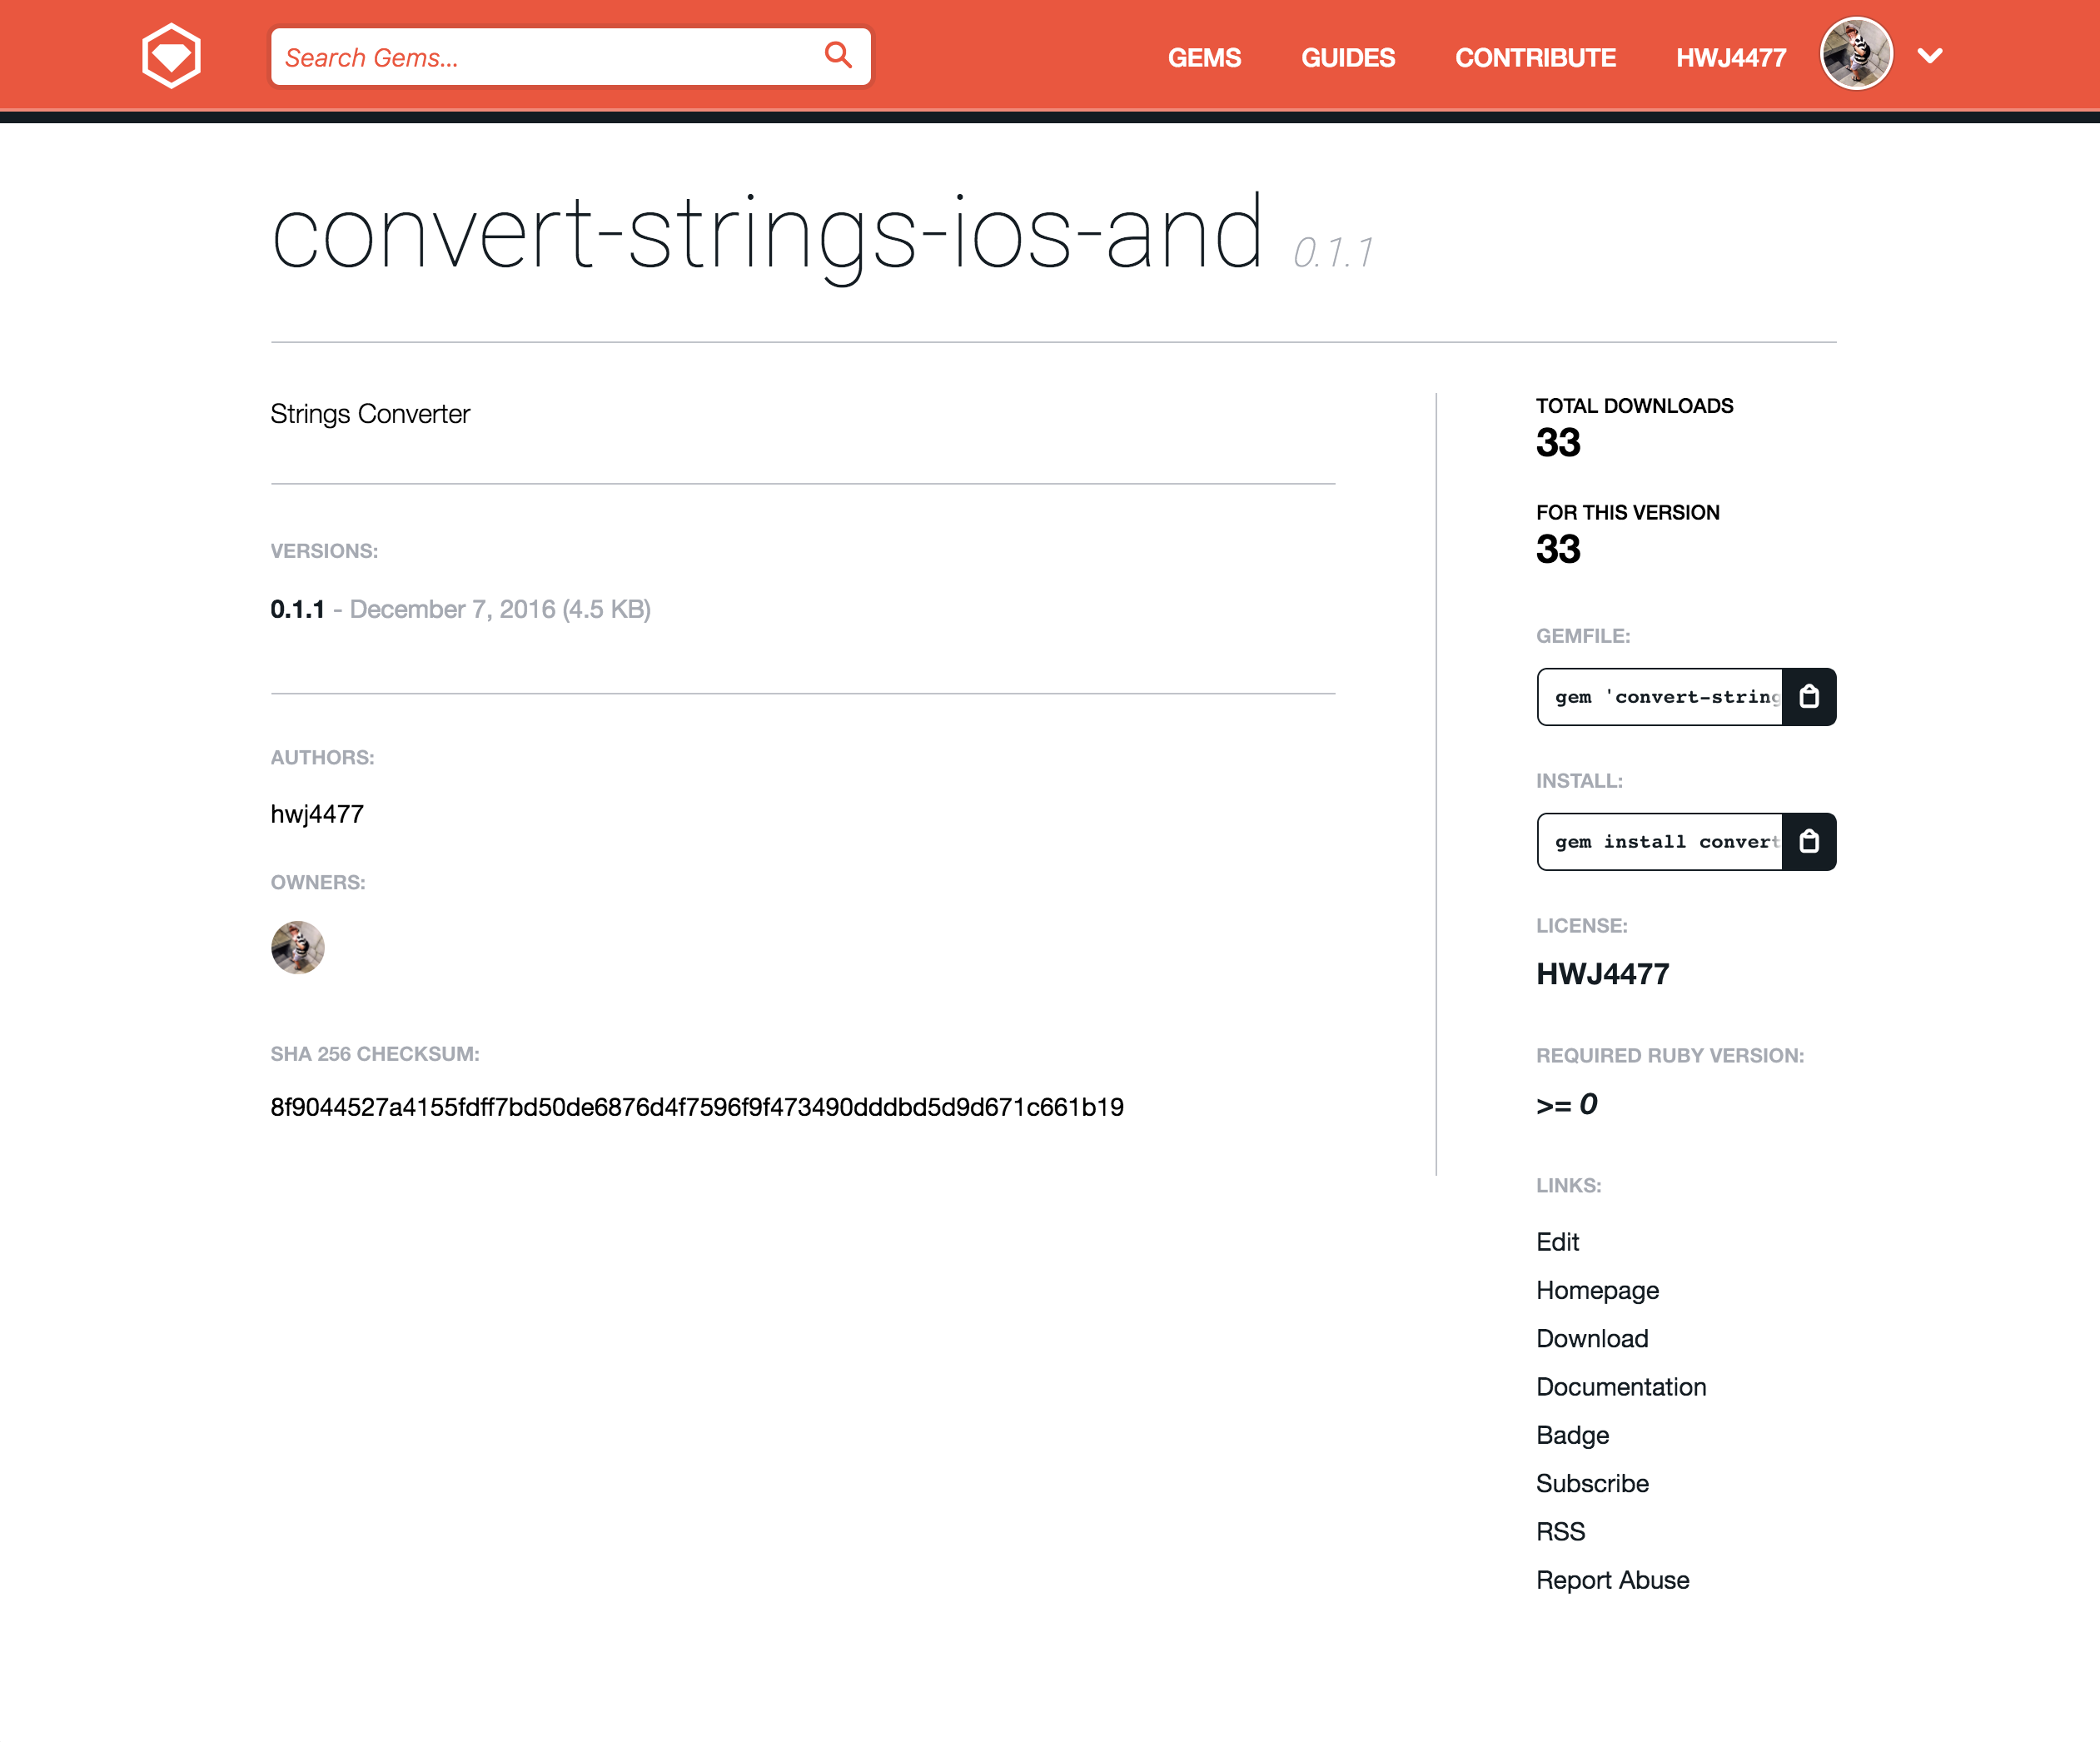 Search Gems...
GEMS GUIDES CONTRIBUTE HWJ4477
convert-strings-ios-and 0.1.1
Strings Converter
VERSIONS:
0.1.1 - December 7, 2016 (4.5 KB)
AUTHORS:
hwj4477
OWNERS:
SHA 256 CHECKSUM:
8f9044527a4155fdff7bd50de6876d4f7596f9f473490dddbd5d9d671c661b19
TOTAL DOWNLOADS
33
FOR THIS VERSION
33
GEMFILE:
gem 'convert-string
INSTALL:
gem install convert
LICENSE:
HWJ4477
REQUIRED RUBY VERSION:
>= 0
LINKS:
Edit
Homepage
Download
Documentation
Badge
Subscribe
RSS
Report Abuse